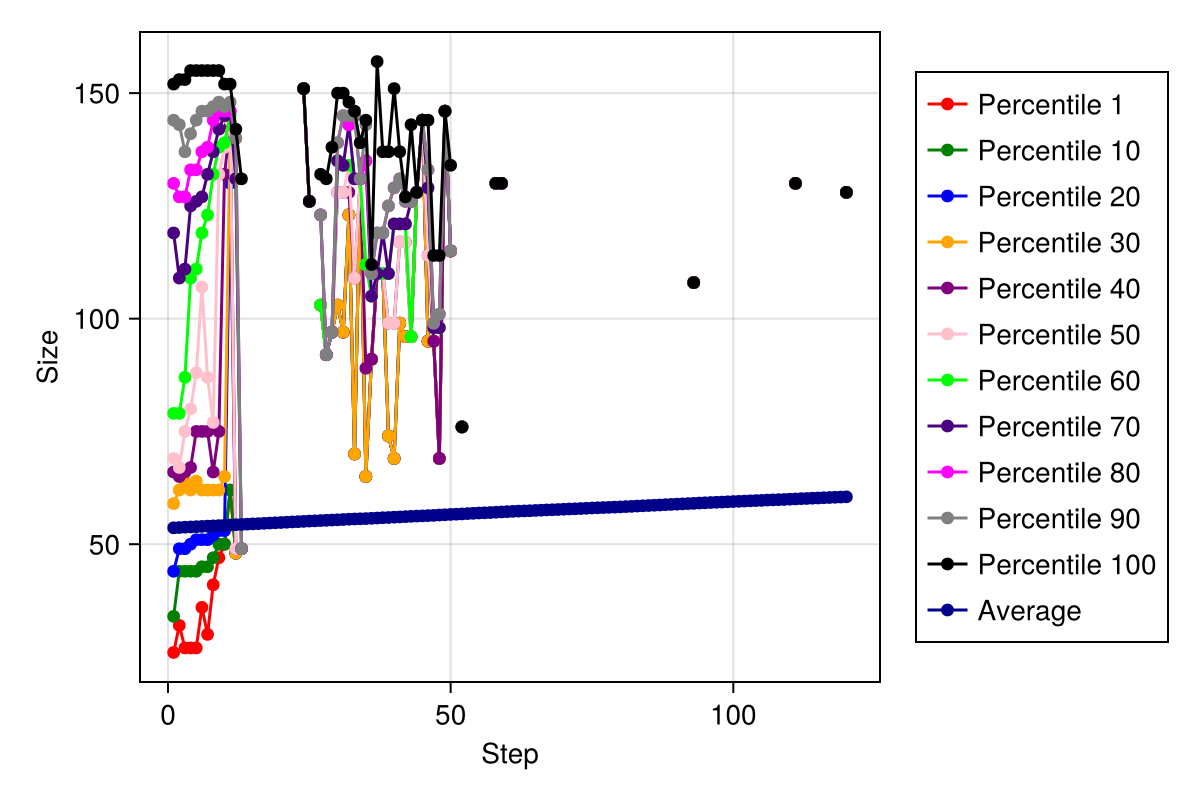 150
100
50
Size
0
50
100
Step
Percentile 1
Percentile 10
Percentile 20
Percentile 30
Percentile 40
Percentile 50
Percentile 60
Percentile 70
Percentile 80
Percentile 90
Percentile 100
Average